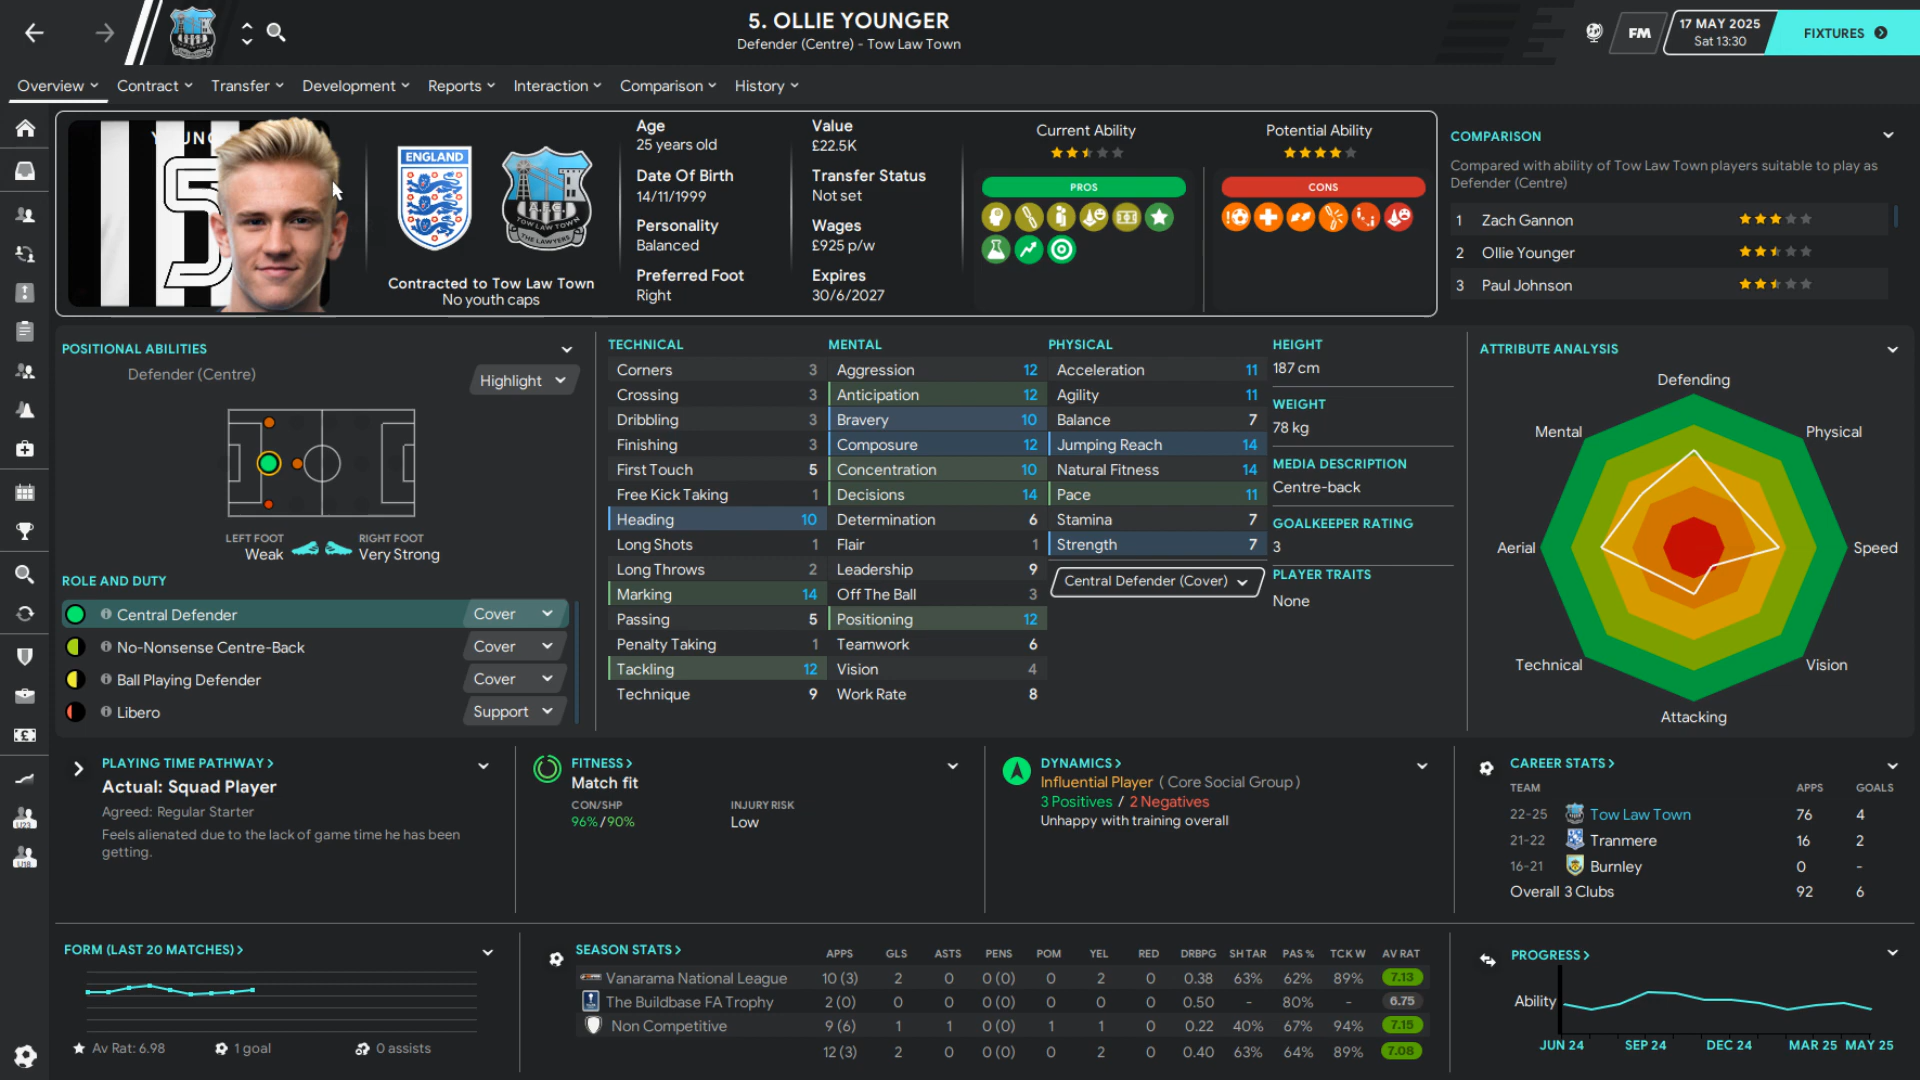 5. OLLIE YOUNGER
Defender (Centre) - Tow Law Town
FM
17 MAY 2025
Sat 13:30
FIXTURES
Overview
Contract
Transfer
Development
Reports
Interaction
Comparison
History
5
ENGLAND
Contracted to Tow Law Town
No youth caps
Age
25 years old
Date Of Birth
14/11/1999
Personality
Balanced
Preferred Foot
Right
Value
£22.5K
Transfer Status
Not set
Wages
£925 p/w
Expires
30/6/2027
Current Ability
PROS
Potential Ability
CONS
COMPARISON
Compared with ability of Tow Law Town players suitable to play as
Defender (Centre)
1 Zach Gannon
2 Ollie Younger
3 Paul Johnson
POSITIONAL ABILITIES
Defender (Centre)
Highlight
LEFT FOOT
Weak
RIGHT FOOT
Very Strong
ROLE AND DUTY
Central Defender Cover
No-Nonsense Centre-Back Cover
Ball Playing Defender Cover
Libero Support
TECHNICAL
Corners 3
Crossing 3
Dribbling 3
Finishing 3
First Touch 5
Free Kick Taking 1
Heading 10
Long Shots 1
Long Throws 2
Marking 14
Passing 5
Penalty Taking 1
Tackling 12
Technique 9
MENTAL
Aggression 12
Anticipation 12
Bravery 10
Composure 12
Concentration 10
Decisions 14
Determination 6
Flair 1
Leadership 9
Off The Ball 3
Positioning 12
Teamwork 6
Vision 4
Work Rate 8
PHYSICAL
Acceleration 11
Agility 11
Balance 7
Jumping Reach 14
Natural Fitness 14
Pace 11
Stamina 7
Strength 7
Central Defender (Cover)
HEIGHT
187 cm
WEIGHT
78 kg
MEDIA DESCRIPTION
Centre-back
GOALKEEPER RATING
3
PLAYER TRAITS
None
ATTRIBUTE ANALYSIS
Defending
Physical
Speed
Vision
Attacking
Technical
Aerial
Mental
PLAYING TIME PATHWAY >
Actual: Squad Player
Agreed: Regular Starter
Feels alienated due to the lack of game time he has been
getting.
FITNESS >
Match fit
CON/SHP
96% / 90%
INJURY RISK
Low
DYNAMICS >
Influential Player ( Core Social Group )
3 Positives / 2 Negatives
Unhappy with training overall
CAREER STATS >
TEAM APPS GOALS
22-25 Tow Law Town 76 4
21-22 Tranmere 16 2
16-21 Burnley 0 -
Overall 3 Clubs 92 6
FORM (LAST 20 MATCHES) >
Av Rat: 6.98
1 goal
0 assists
SEASON STATS > APPS GLS ASTS PENS POM YEL RED DRBPG SH TAR PAS % TCK W AV RAT
Vanarama National League 10 (3) 2 0 0 (0) 0 2 0 0.38 63% 62% 89% 7.13
The Buildbase FA Trophy 2 (0) 0 0 0 (0) 0 0 0 0.50 - 80% - 6.75
Non Competitive 9 (6) 1 1 0 (0) 1 1 0 0.22 40% 67% 94% 7.15
12 (3) 2 0 0 (0) 0 2 0 0.40 63% 64% 89% 7.08
PROGRESS >
Ability
JUN 24 SEP 24 DEC 24 MAR 25 MAY 25
U23
U18